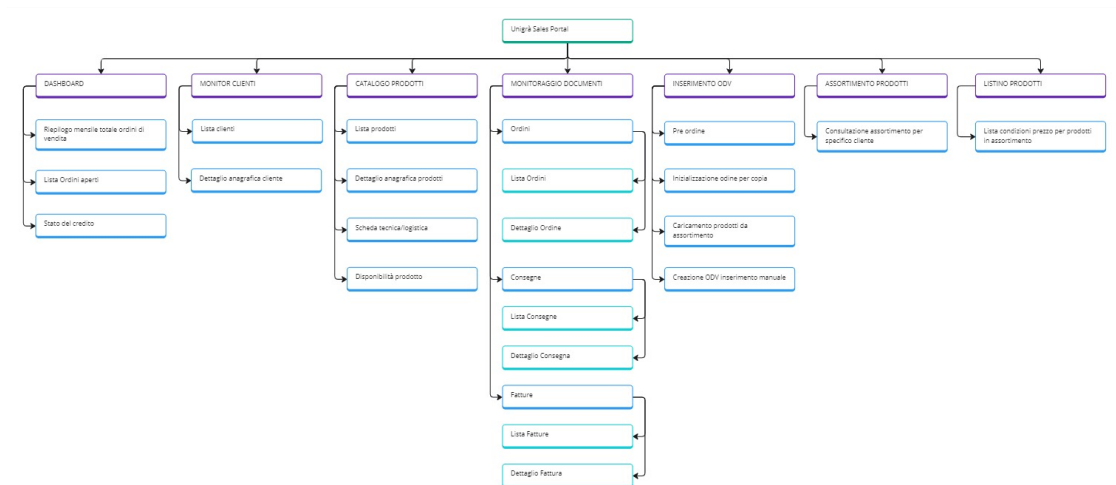 Unigrà Sales Portal
DASHBOARD
Riepilogo mensile totale ordini di
vendita
Lista Ordini aperti
Stato del credito
MONITOR CLIENTI
Lista clienti
Dettaglio anagrafica cliente
CATALOGO PRODOTTI
Lista prodotti
Dettaglio anagrafica prodotti
Scheda tecnica/logistica
Disponibilità prodotto
MONITORAGGIO DOCUMENTI
Ordini
Lista Ordini
Dettaglio Ordine
Consegne
Lista Consegne
Dettaglio Consegna
Fatture
Lista Fatture
Dettaglio Fattura
INSERIMENTO ODV
Pre ordine
Inizializzazione odine per copia
Caricamento prodotti da
assortimento
Creazione ODV inserimento manuale
ASSORTIMENTO PRODOTTI
Consultazione assortimento per
specifico cliente
LISTINO PRODOTTI
Lista condizioni prezzo per prodotti
in assortimento